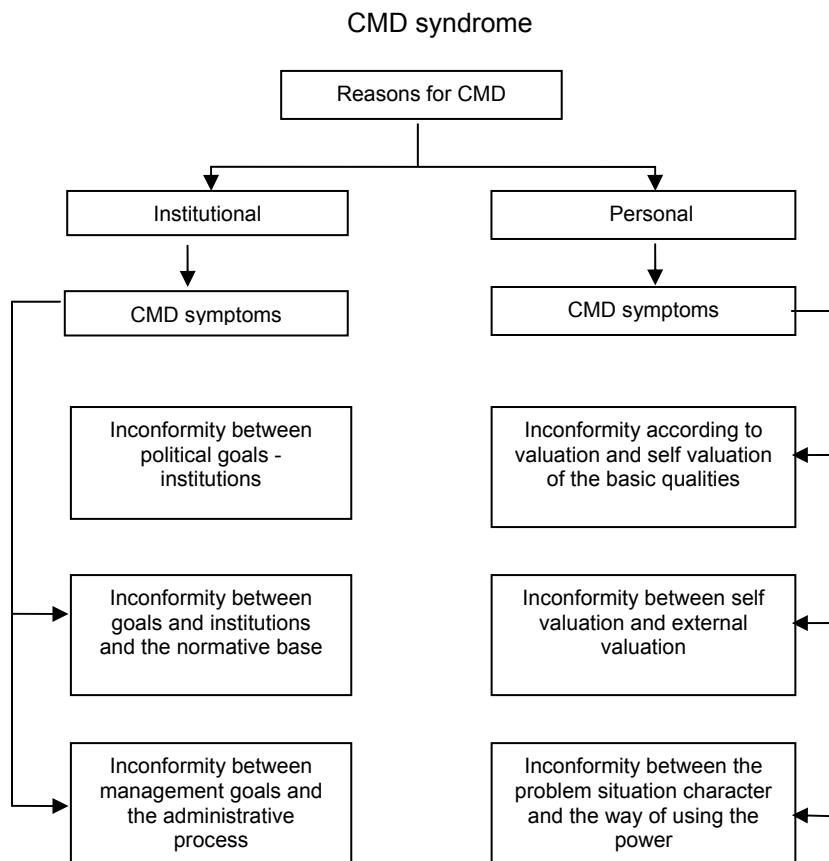 CMD syndrome
Reasons for CMD
Institutional
Personal
CMD symptoms
CMD symptoms
Inconformity between
political goals -
institutions
Inconformity according to
valuation and self valuation
of the basic qualities
Inconformity between
goals and institutions
and the normative base
Inconformity between self
valuation and external
valuation
Inconformity between
management goals and
the administrative
process
Inconformity between the
problem situation character
and the way of using the
power